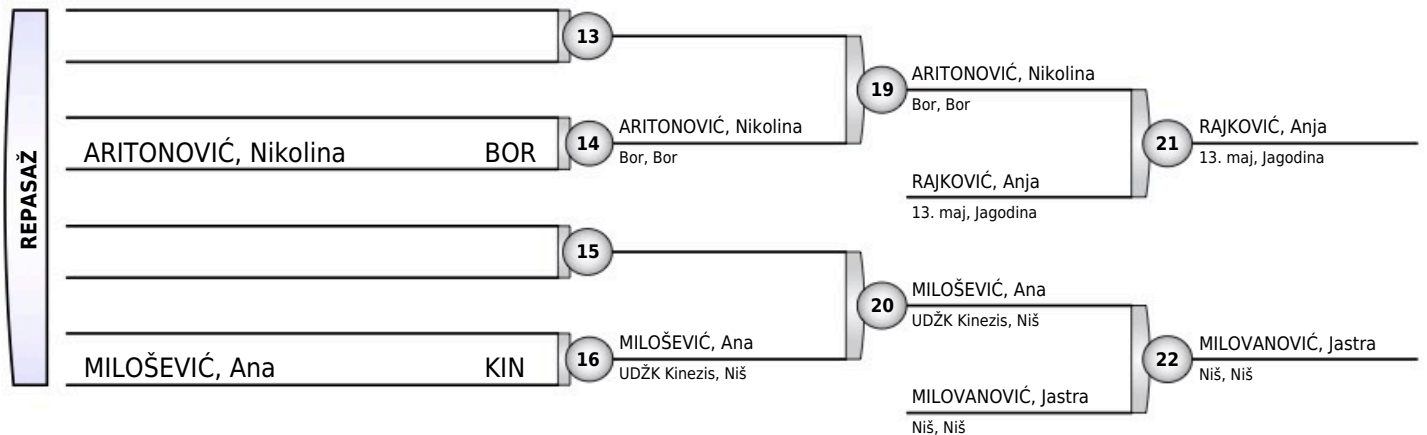 REPASAŽ
13
ARITONOVIĆ, Nikolina BOR
14
ARITONOVIĆ, Nikolina
Bor, Bor
15
MILOŠEVIĆ, Ana KIN
16
MILOŠEVIĆ, Ana
UDŽK Kinezis, Niš
19
ARITONOVIĆ, Nikolina
Bor, Bor
RAJKOVIĆ, Anja
13. maj, Jagodina
20
MILOŠEVIĆ, Ana
UDŽK Kinezis, Niš
MILOVANOVIĆ, Jastra
Niš, Niš
21
RAJKOVIĆ, Anja
13. maj, Jagodina
22
MILOVANOVIĆ, Jastra
Niš, Niš